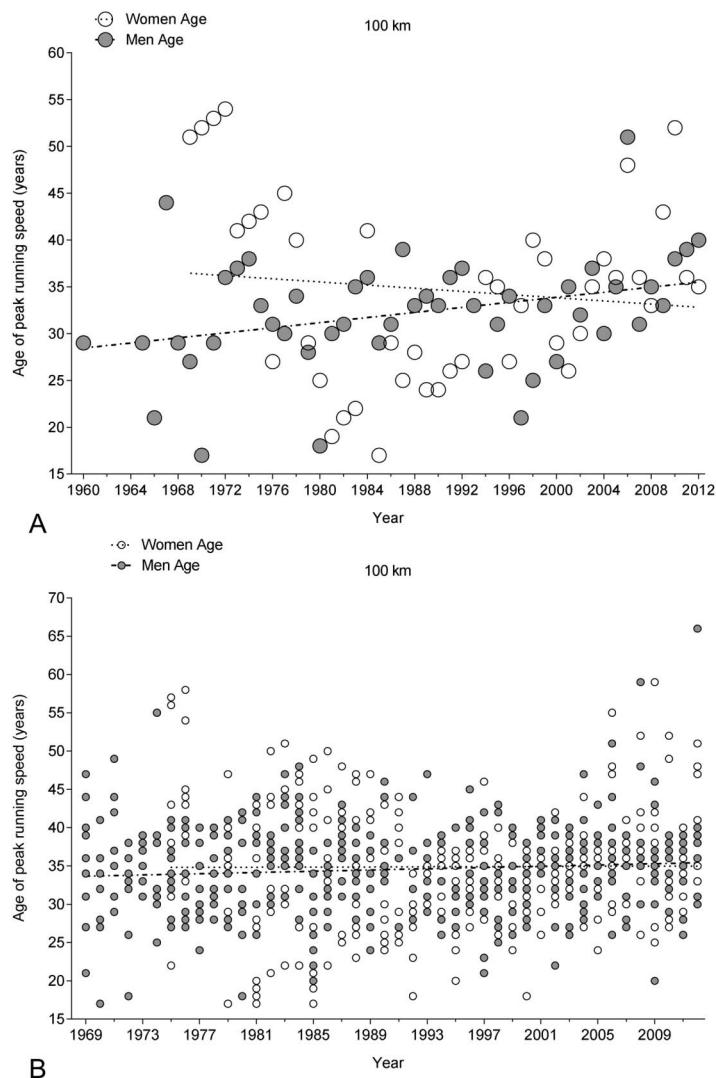 Women Age
Men Age
100 km
Age of peak running speed (years)
60
55
50
45
40
35
30
25
20
15
1960 1964 1968 1972 1976 1980 1984 1988 1992 1996 2000 2004 2008 2012
Year
A
Women Age
Men Age
100 km
Age of peak running speed (years)
70
65
60
55
50
45
40
35
30
25
20
15
1969 1973 1977 1981 1985 1989 1993 1997 2001 2005 2009
Year
B